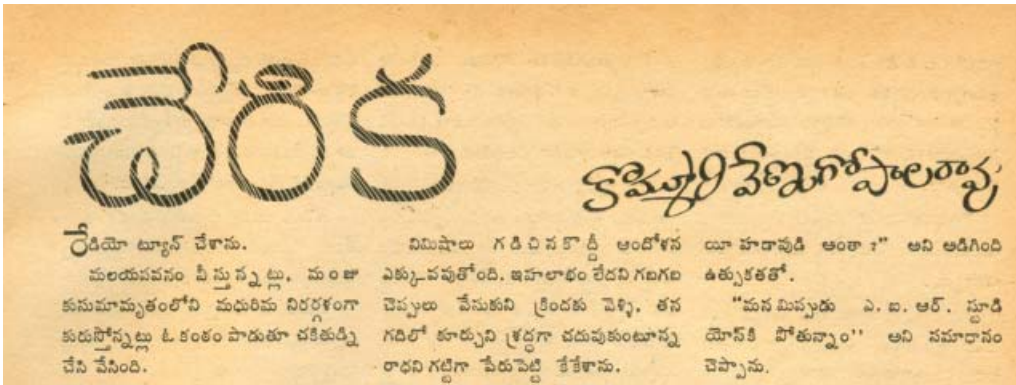 చేరిక
కొమ్మూరి వేణుగోపాలరావు
రేడియో ట్యూన్ చేశాను.
మలయపవనం వీస్తున్నట్లు, మంజు
కుసుమామృతంలోని మధురిమ నిరర్గళంగా
కురుస్తోన్నట్లు ఓ కంఠం పాడుతూ చకితుడ్ని
చేసి వేసింది.
నిమిషాలు గడిచినకొద్దీ ఆందోళన
ఎక్కువవుతోంది. ఇహలాభం లేదని గబగబ
చెప్పులు వేసుకుని క్రిందకు వెళ్ళి, తన
గదిలో కూర్చుని శ్రద్ధగా చదువుకుంటూన్న
రాధని గట్టిగా పేరుపెట్టి కేకేశాను.
యీ హడావుడి అంతా ?" అని అడిగింది
ఉత్సుకతతో.
"మన మిప్పుడు ఎ. ఐ. ఆర్. స్టూడి
యోస్‌కి పోతున్నాం" అని సమాధానం
చెప్పాను.